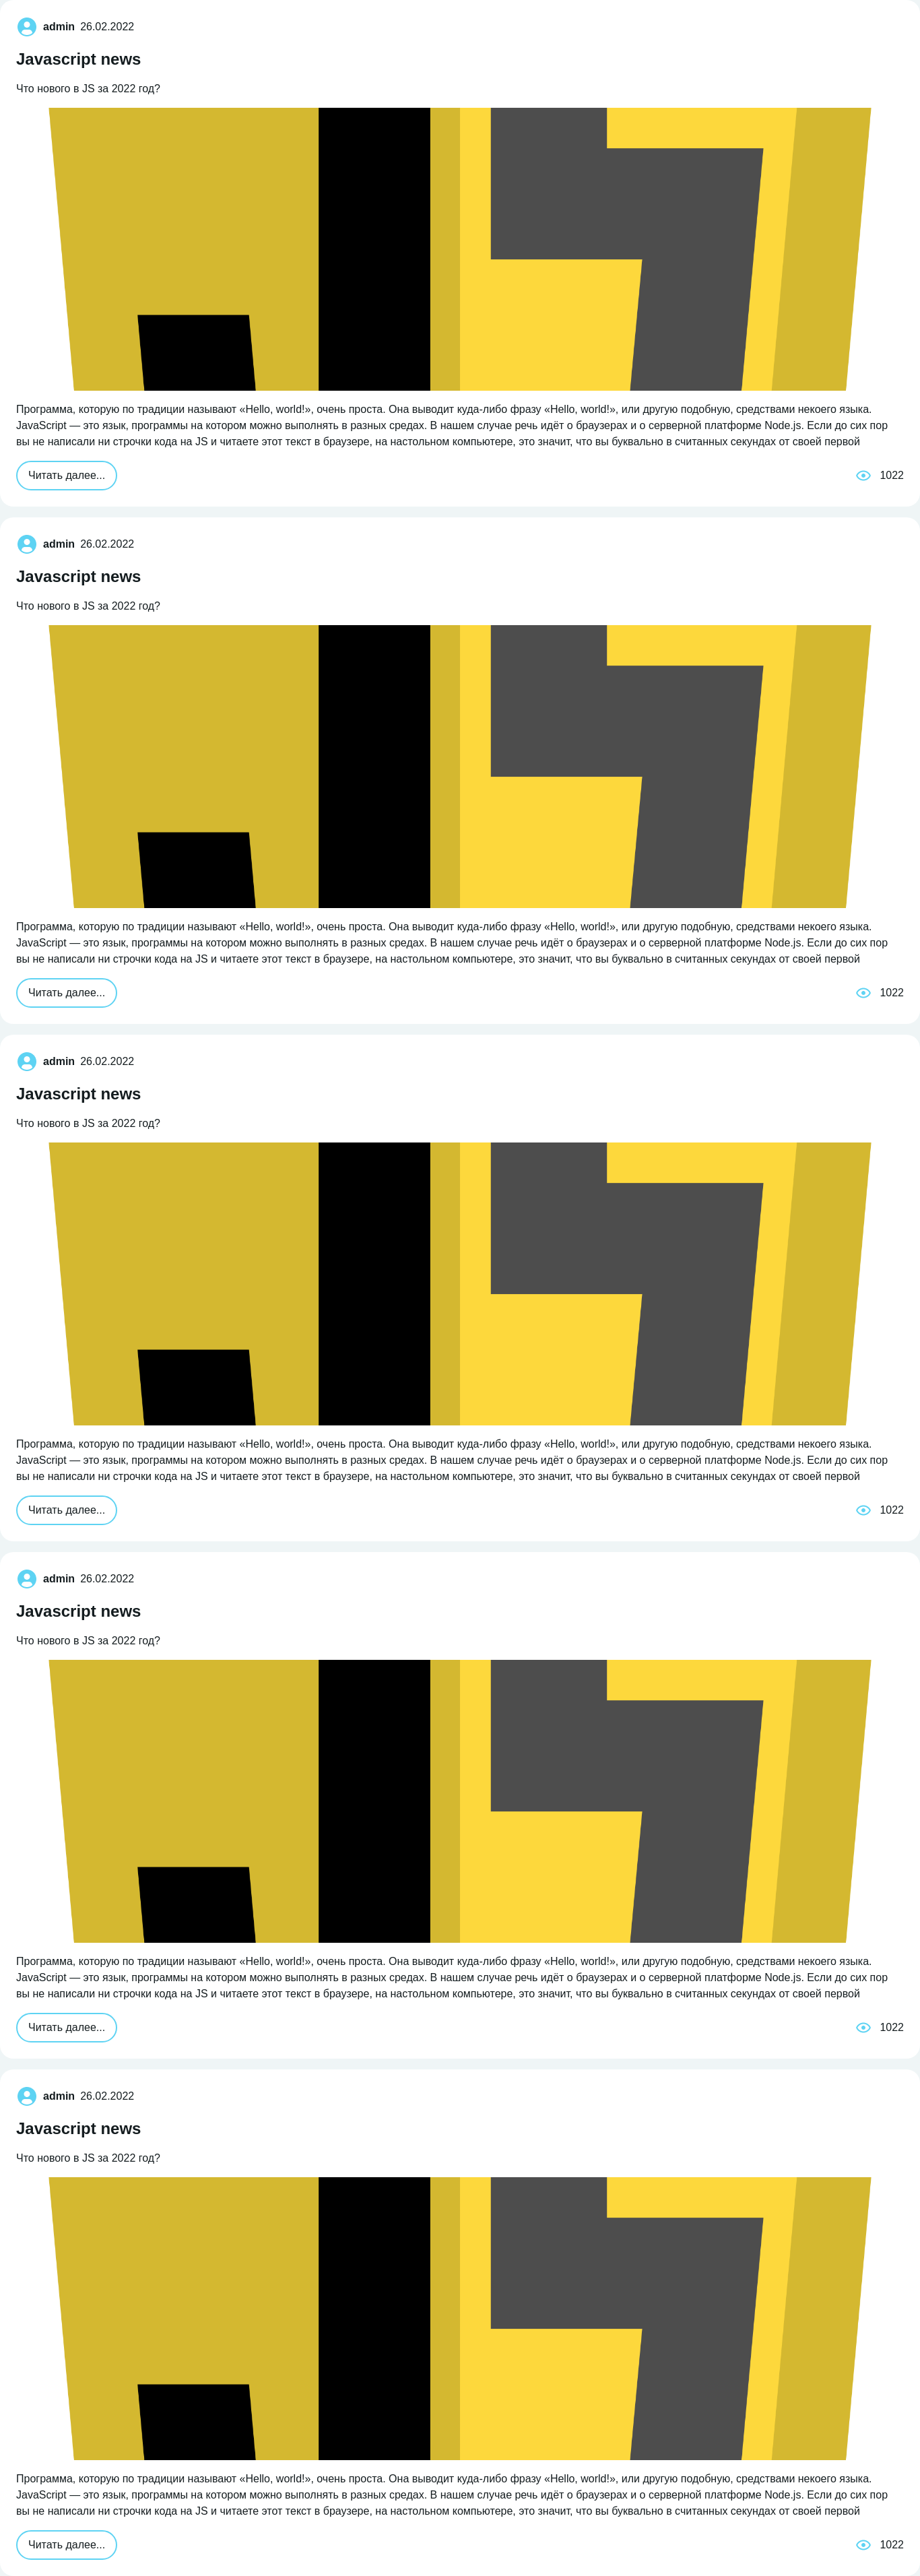 admin 26.02.2022
Javascript news
Что нового в JS за 2022 год?
Программа, которую по традиции называют «Hello, world!», очень проста. Она выводит куда-либо фразу «Hello, world!», или другую подобную, средствами некоего языка.
JavaScript — это язык, программы на котором можно выполнять в разных средах. В нашем случае речь идёт о браузерах и о серверной платформе Node.js. Если до сих пор
вы не написали ни строчки кода на JS и читаете этот текст в браузере, на настольном компьютере, это значит, что вы буквально в считанных секундах от своей первой
Читать далее... 1022
admin 26.02.2022
Javascript news
Что нового в JS за 2022 год?
Программа, которую по традиции называют «Hello, world!», очень проста. Она выводит куда-либо фразу «Hello, world!», или другую подобную, средствами некоего языка.
JavaScript — это язык, программы на котором можно выполнять в разных средах. В нашем случае речь идёт о браузерах и о серверной платформе Node.js. Если до сих пор
вы не написали ни строчки кода на JS и читаете этот текст в браузере, на настольном компьютере, это значит, что вы буквально в считанных секундах от своей первой
Читать далее... 1022
admin 26.02.2022
Javascript news
Что нового в JS за 2022 год?
Программа, которую по традиции называют «Hello, world!», очень проста. Она выводит куда-либо фразу «Hello, world!», или другую подобную, средствами некоего языка.
JavaScript — это язык, программы на котором можно выполнять в разных средах. В нашем случае речь идёт о браузерах и о серверной платформе Node.js. Если до сих пор
вы не написали ни строчки кода на JS и читаете этот текст в браузере, на настольном компьютере, это значит, что вы буквально в считанных секундах от своей первой
Читать далее... 1022
admin 26.02.2022
Javascript news
Что нового в JS за 2022 год?
Программа, которую по традиции называют «Hello, world!», очень проста. Она выводит куда-либо фразу «Hello, world!», или другую подобную, средствами некоего языка.
JavaScript — это язык, программы на котором можно выполнять в разных средах. В нашем случае речь идёт о браузерах и о серверной платформе Node.js. Если до сих пор
вы не написали ни строчки кода на JS и читаете этот текст в браузере, на настольном компьютере, это значит, что вы буквально в считанных секундах от своей первой
Читать далее... 1022
admin 26.02.2022
Javascript news
Что нового в JS за 2022 год?
Программа, которую по традиции называют «Hello, world!», очень проста. Она выводит куда-либо фразу «Hello, world!», или другую подобную, средствами некоего языка.
JavaScript — это язык, программы на котором можно выполнять в разных средах. В нашем случае речь идёт о браузерах и о серверной платформе Node.js. Если до сих пор
вы не написали ни строчки кода на JS и читаете этот текст в браузере, на настольном компьютере, это значит, что вы буквально в считанных секундах от своей первой
Читать далее... 1022